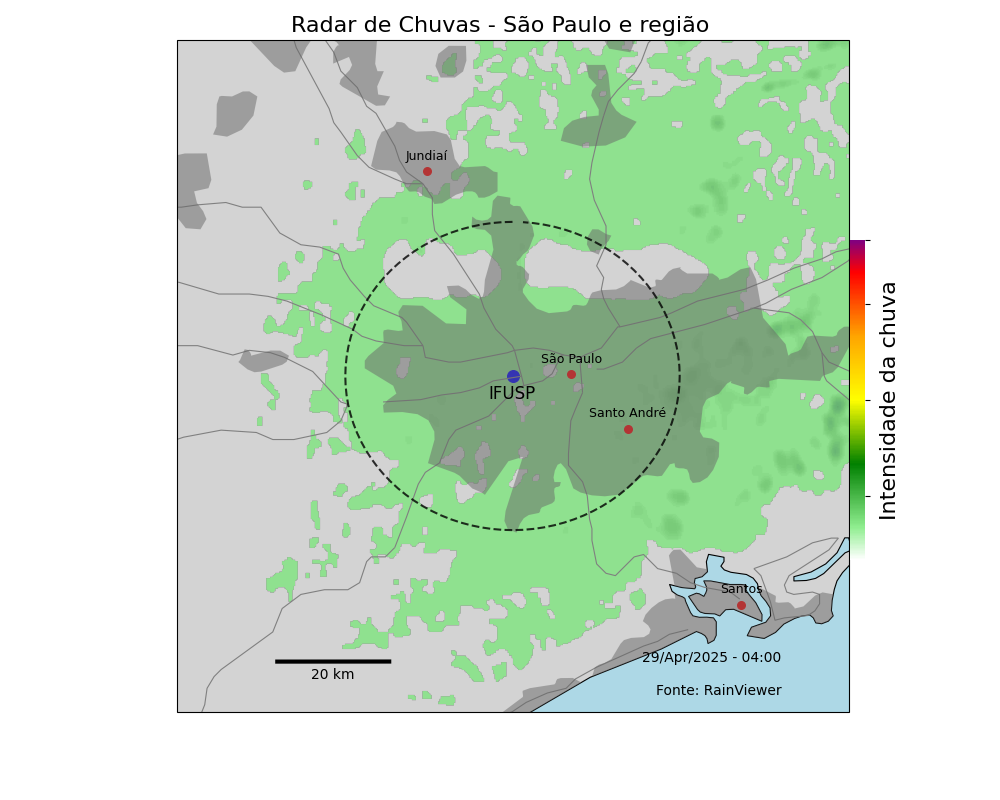 Radar de Chuvas - São Paulo e região
Jundiaí
São Paulo
IFUSP
Santo André
Intensidade da chuva
Santos
29/Apr/2025 - 04:00
20 km
Fonte: RainViewer